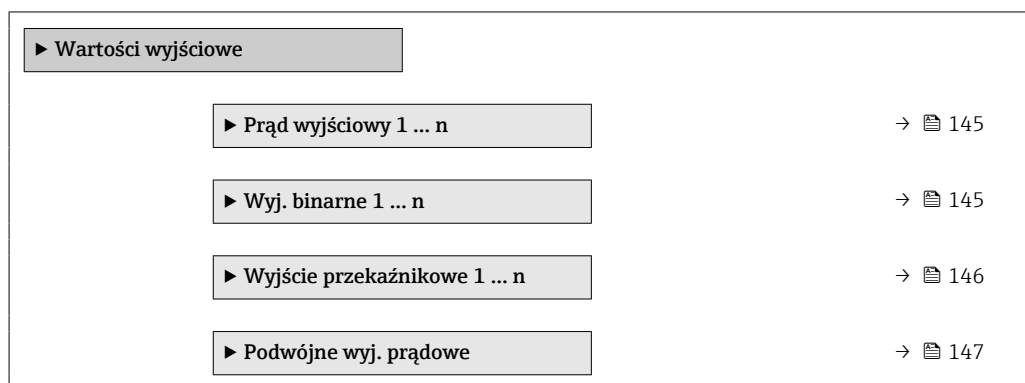 ▶ Wartości wyjściowe
▶ Prąd wyjściowy 1 … n → 145
▶ Wyj. binarne 1 … n → 145
▶ Wyjście przekaźnikowe 1 … n → 146
▶ Podwójne wyj. prądowe → 147